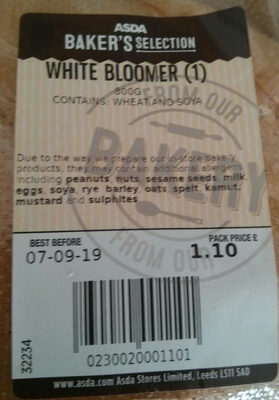 ASDA
BAKER'S SELECTION
WHITE BLOOMER (1)
800G
CONTAINS: WHEAT AND SOYA
FROM OUR
BAKERY
FROM OUR
Due to the way we prepare our in-store bakery
products, they may contain additional allergens
including peanuts, nuts, sesame seeds, milk,
eggs, soya, rye, barley, oats, spelt, kamut,
mustard and sulphites.
BEST BEFORE
07-09-19
PACK PRICE £
1.10
32234
0230020001101
www.asda.com Asda Stores Limited, Leeds LS11 5AD